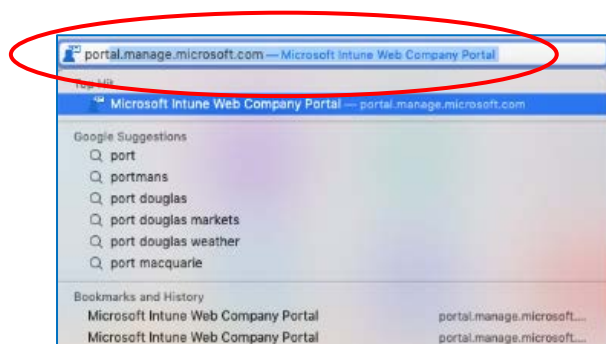 portal.manage.microsoft.com — Microsoft Intune Web Company Portal
Top Hit
Microsoft Intune Web Company Portal — portal.manage.microsoft.com
Google Suggestions
port
portmans
port douglas
port douglas markets
port douglas weather
port macquarie
Bookmarks and History
Microsoft Intune Web Company Portal portal.manage.microsoft....
Microsoft Intune Web Company Portal portal.manage.microsoft....